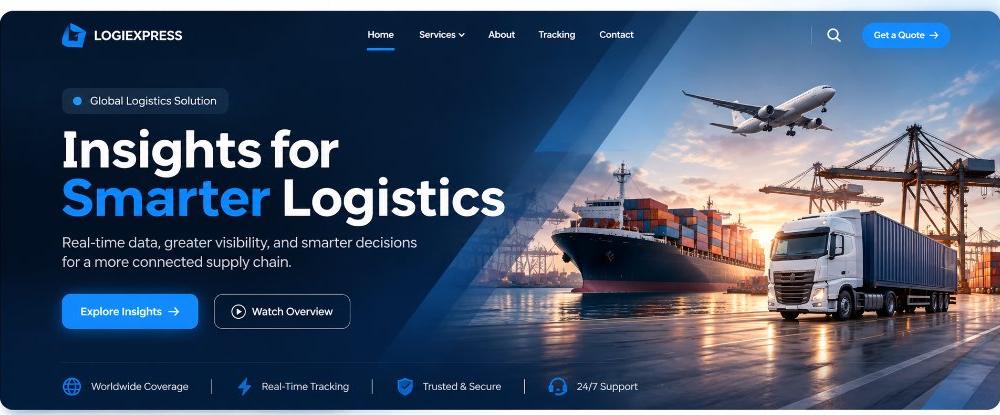 LOGIEXPRESS
Home Services About Tracking Contact
Get a Quote
Global Logistics Solution
Insights for
Smarter Logistics
Real-time data, greater visibility, and smarter decisions
for a more connected supply chain.
Explore Insights
Watch Overview
Worldwide Coverage
Real-Time Tracking
Trusted & Secure
24/7 Support